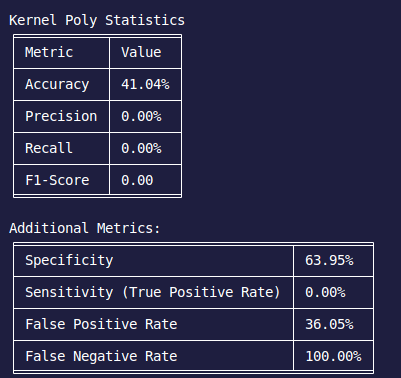 Kernel Poly Statistics
Metric Value
Accuracy 41.04%
Precision 0.00%
Recall 0.00%
F1-Score 0.00
Additional Metrics:
Specificity 63.95%
Sensitivity (True Positive Rate) 0.00%
False Positive Rate 36.05%
False Negative Rate 100.00%